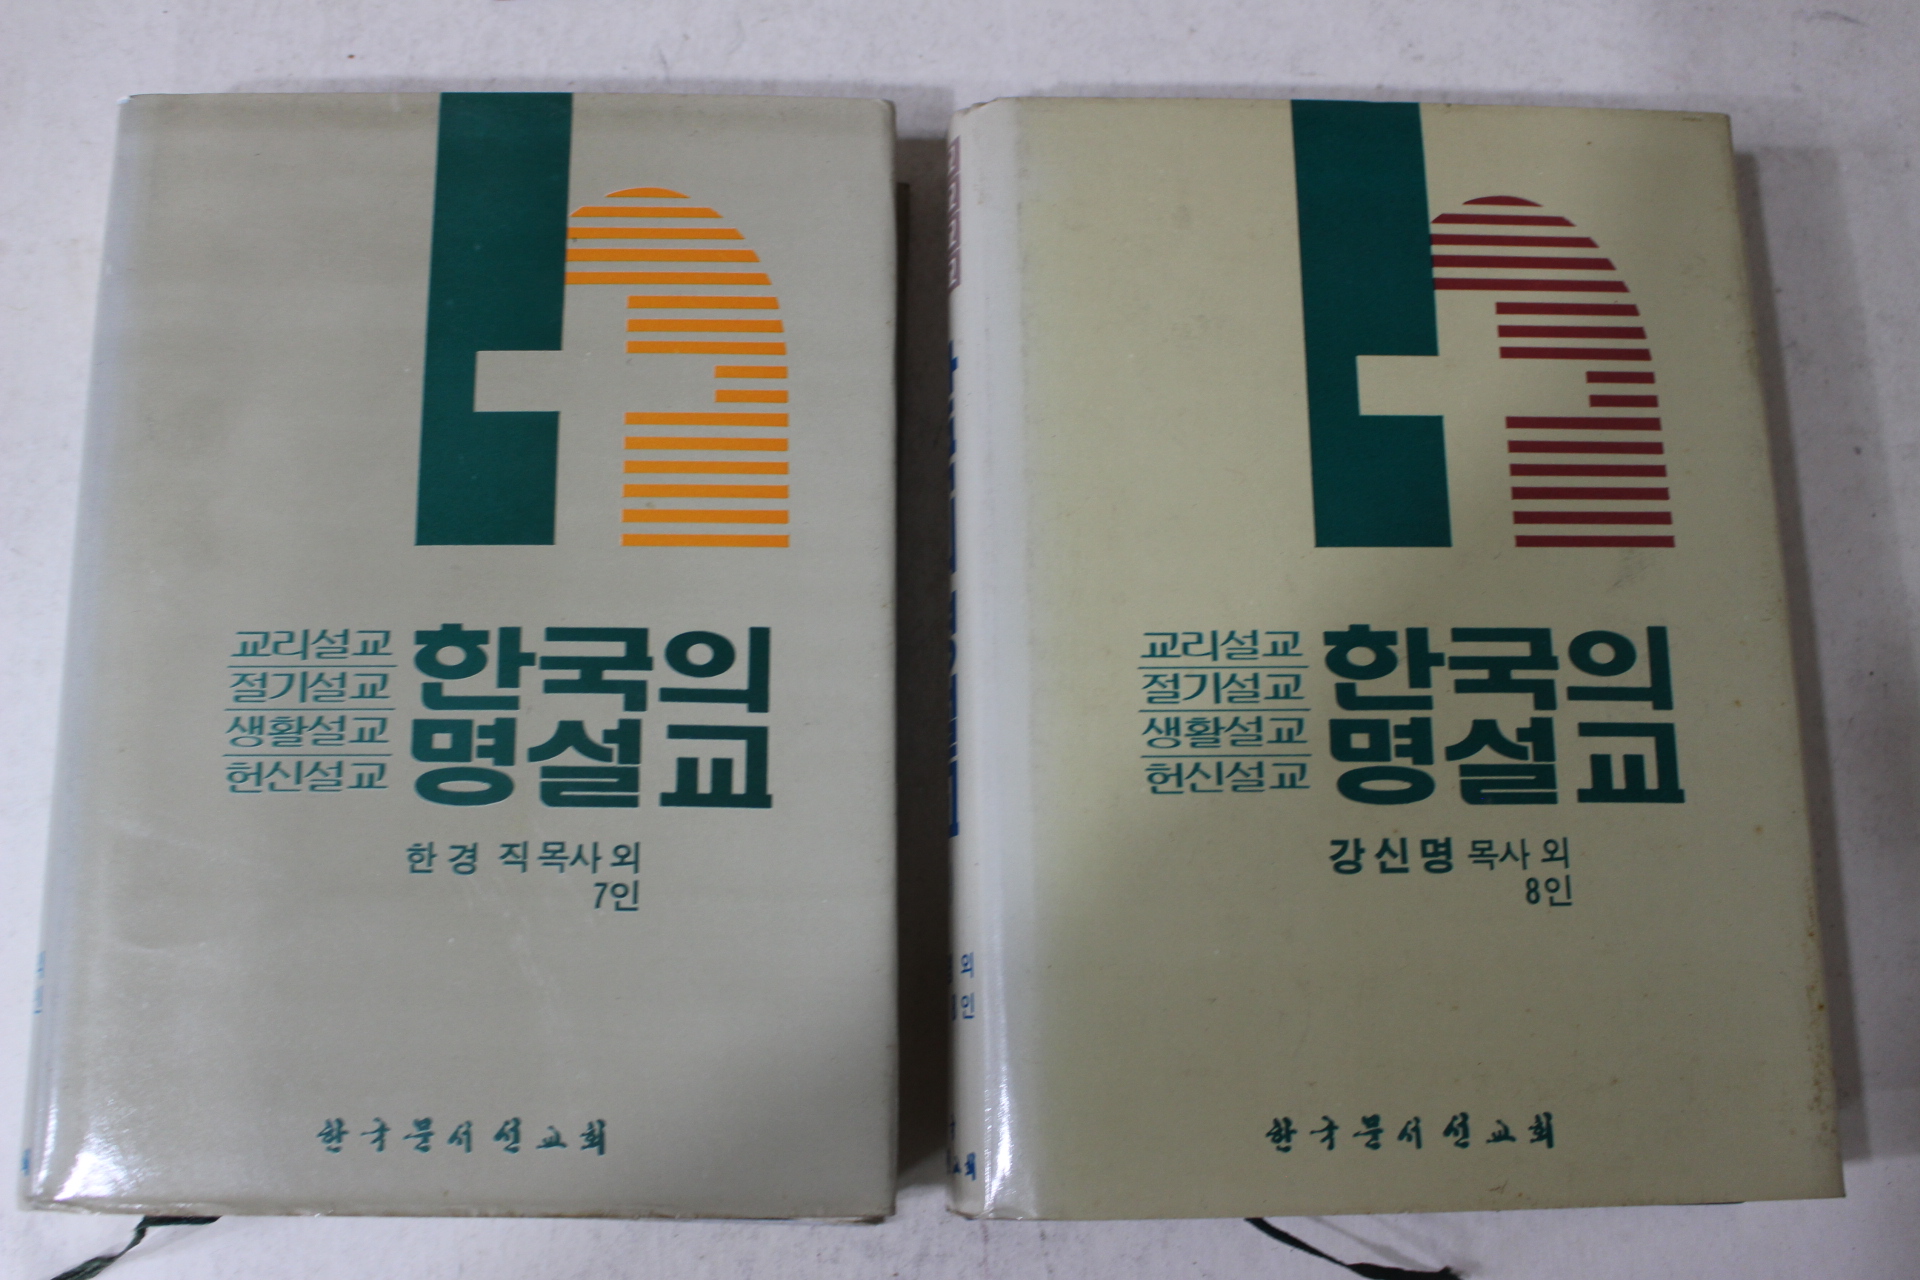 교리설교
절기설교
생활설교
헌신설교
한국의
명설교
한경 직목사 외
7인
한국문서선교회
교리설교
절기설교
생활설교
헌신설교
한국의
명설교
강신명 목사 외
8인
한국문서선교회
외
인